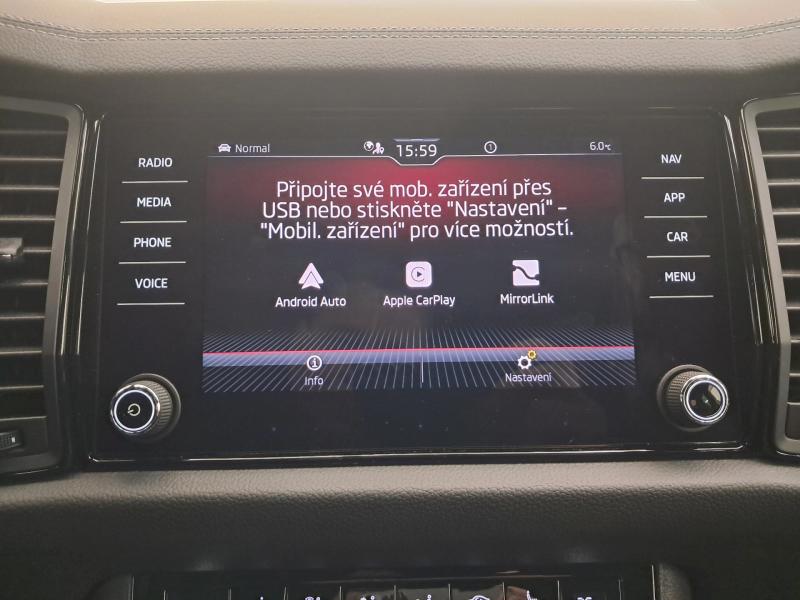 Normal 15:59 1 6.0°C
RADIO
MEDIA
PHONE
VOICE
Připojte své mob. zařízení přes
USB nebo stiskněte "Nastavení" –
"Mobil. zařízení" pro více možností.
Android Auto Apple CarPlay MirrorLink
Info Nastavení
NAV
APP
CAR
MENU